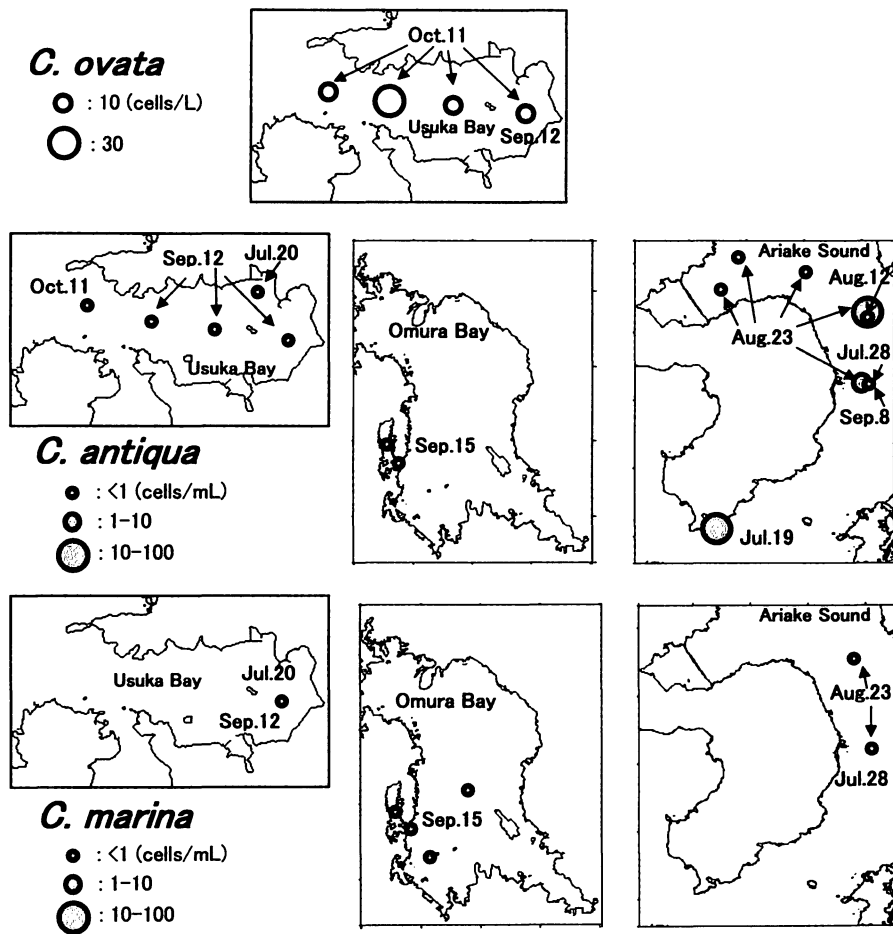 C. ovata
: 10 (cells/L)
: 30
Oct.11
Usuka Bay
Sep.12
Oct.11
Sep.12
Jul.20
Usuka Bay
Omura Bay
Sep.15
Ariake Sound
Aug.12
Aug.23
Jul.28
Sep.8
Jul.19
C. antiqua
: <1 (cells/mL)
: 1-10
: 10-100
Usuka Bay
Jul.20
Sep.12
Omura Bay
Sep.15
Ariake Sound
Aug.23
Jul.28
C. marina
: <1 (cells/mL)
: 1-10
: 10-100